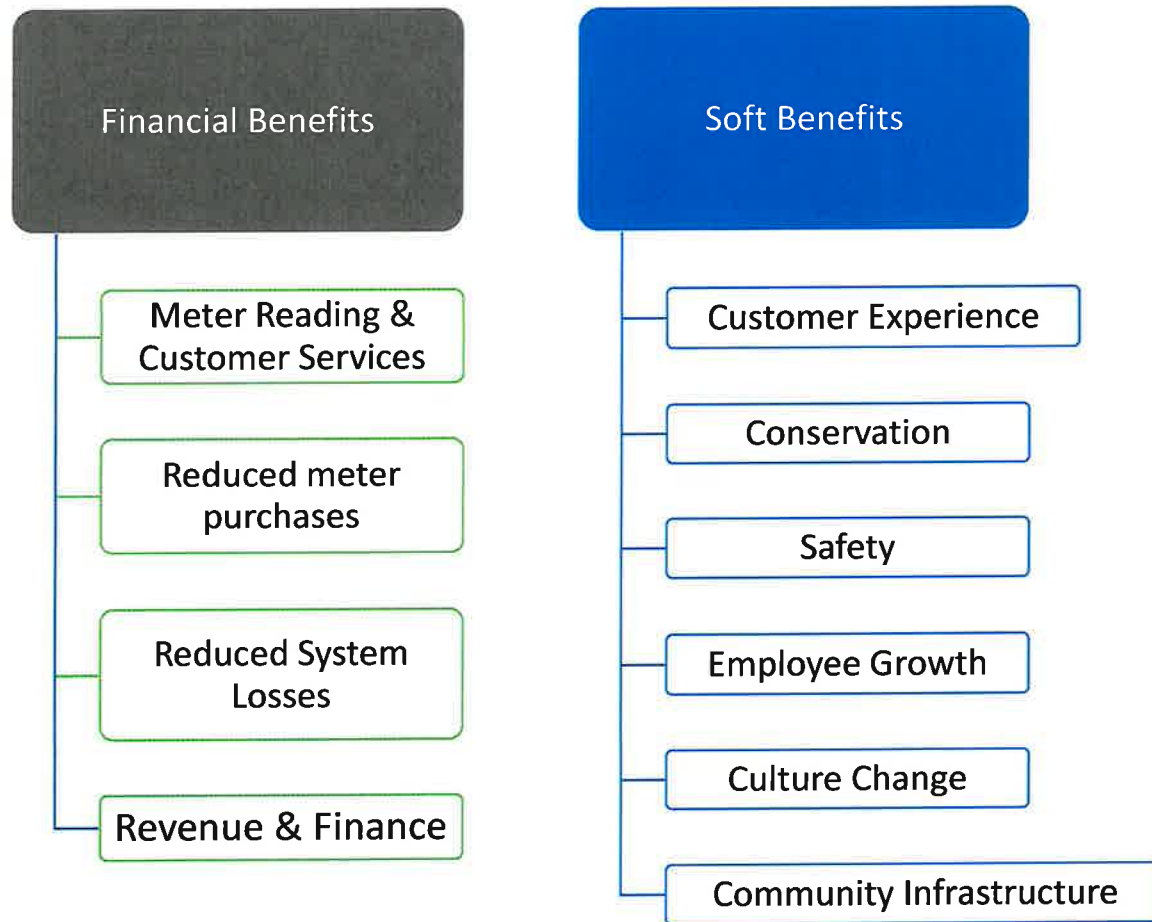 Financial Benefits
Meter Reading &
Customer Services
Reduced meter
purchases
Reduced System
Losses
Revenue & Finance
Soft Benefits
Customer Experience
Conservation
Safety
Employee Growth
Culture Change
Community Infrastructure